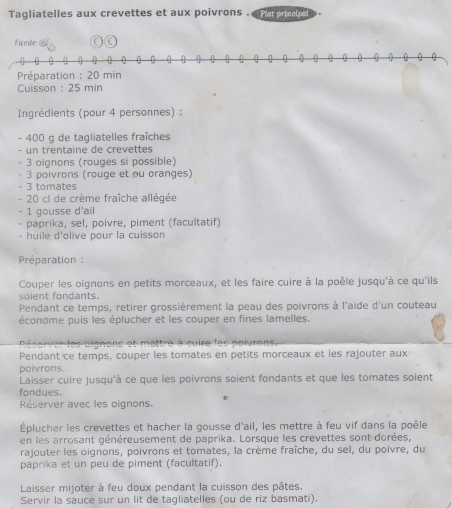 Tagliatelles aux crevettes et aux poivrons . Plat principal .
Facile € €
Préparation : 20 min
Cuisson : 25 min
Ingrédients (pour 4 personnes) :
- 400 g de tagliatelles fraîches
- un trentaine de crevettes
- 3 oignons (rouges si possible)
- 3 poivrons (rouge et ou oranges)
- 3 tomates
- 20 cl de crème fraîche allégée
- 1 gousse d'ail
- paprika, sel, poivre, piment (facultatif)
- huile d'olive pour la cuisson
Préparation :
Couper les oignons en petits morceaux, et les faire cuire à la poêle jusqu'à ce qu'ils
soient fondants.
Pendant ce temps, retirer grossièrement la peau des poivrons à l'aide d'un couteau
économe puis les éplucher et les couper en fines lamelles.
Réserver les oignons et mettre à cuire les poivrons.
Pendant ce temps, couper les tomates en petits morceaux et les rajouter aux
poivrons.
Laisser cuire jusqu'à ce que les poivrons soient fondants et que les tomates soient
fondues.
Réserver avec les oignons.
Éplucher les crevettes et hacher la gousse d'ail, les mettre à feu vif dans la poêle
en les arrosant généreusement de paprika. Lorsque les crevettes sont dorées,
rajouter les oignons, poivrons et tomates, la crème fraîche, du sel, du poivre, du
paprika et un peu de piment (facultatif).
Laisser mijoter à feu doux pendant la cuisson des pâtes.
Servir la sauce sur un lit de tagliatelles (ou de riz basmati).